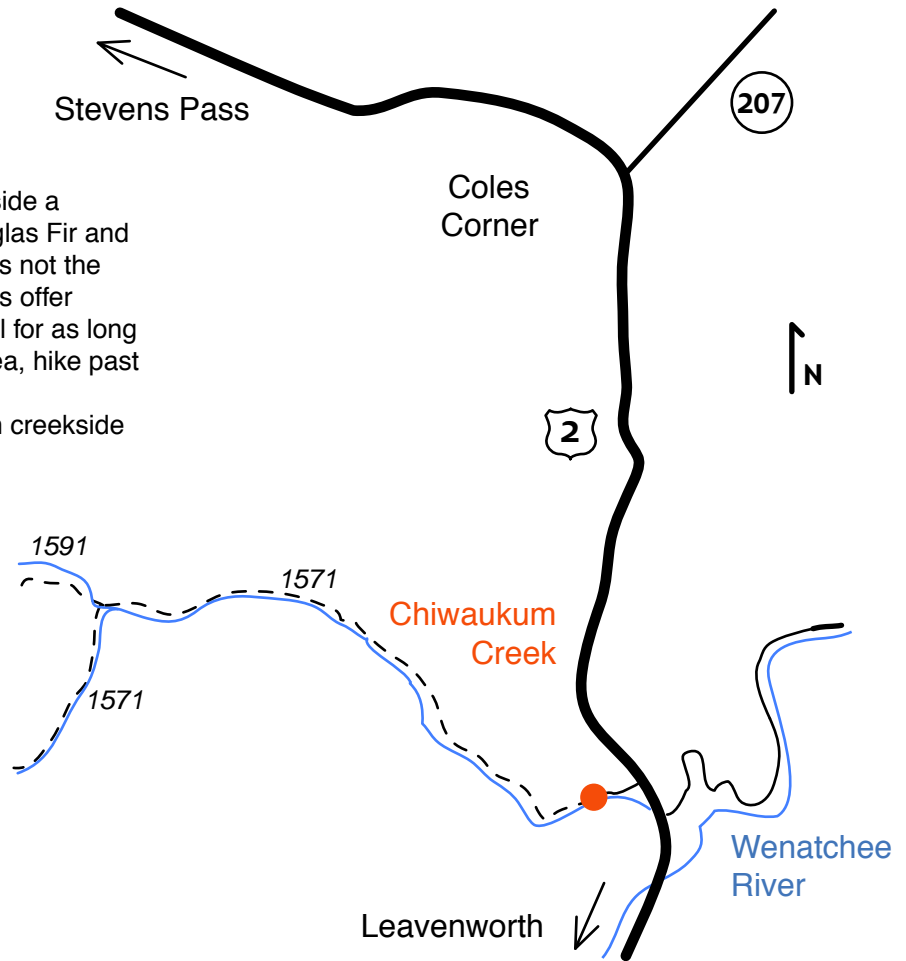 Stevens Pass
207
Coles
Corner
side a
glas Fir and
s not the
s offer
l for as long
ea, hike past
n creekside
N
2
1591
1571
Chiwaukum
Creek
1571
Wenatchee
River
Leavenworth